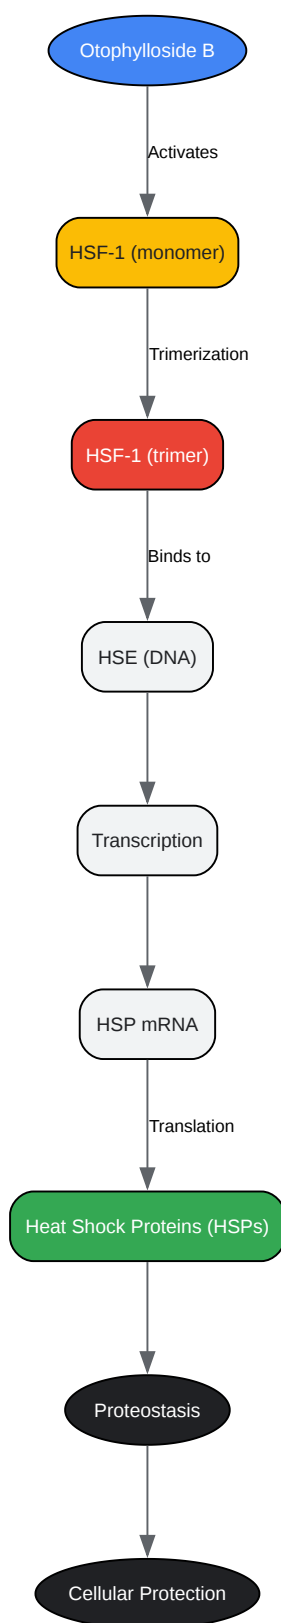 Otophylloside B
Activates
HSF-1 (monomer)
Trimerization
HSF-1 (trimer)
Binds to
HSE (DNA)
Transcription
HSP mRNA
Translation
Heat Shock Proteins (HSPs)
Proteostasis
Cellular Protection